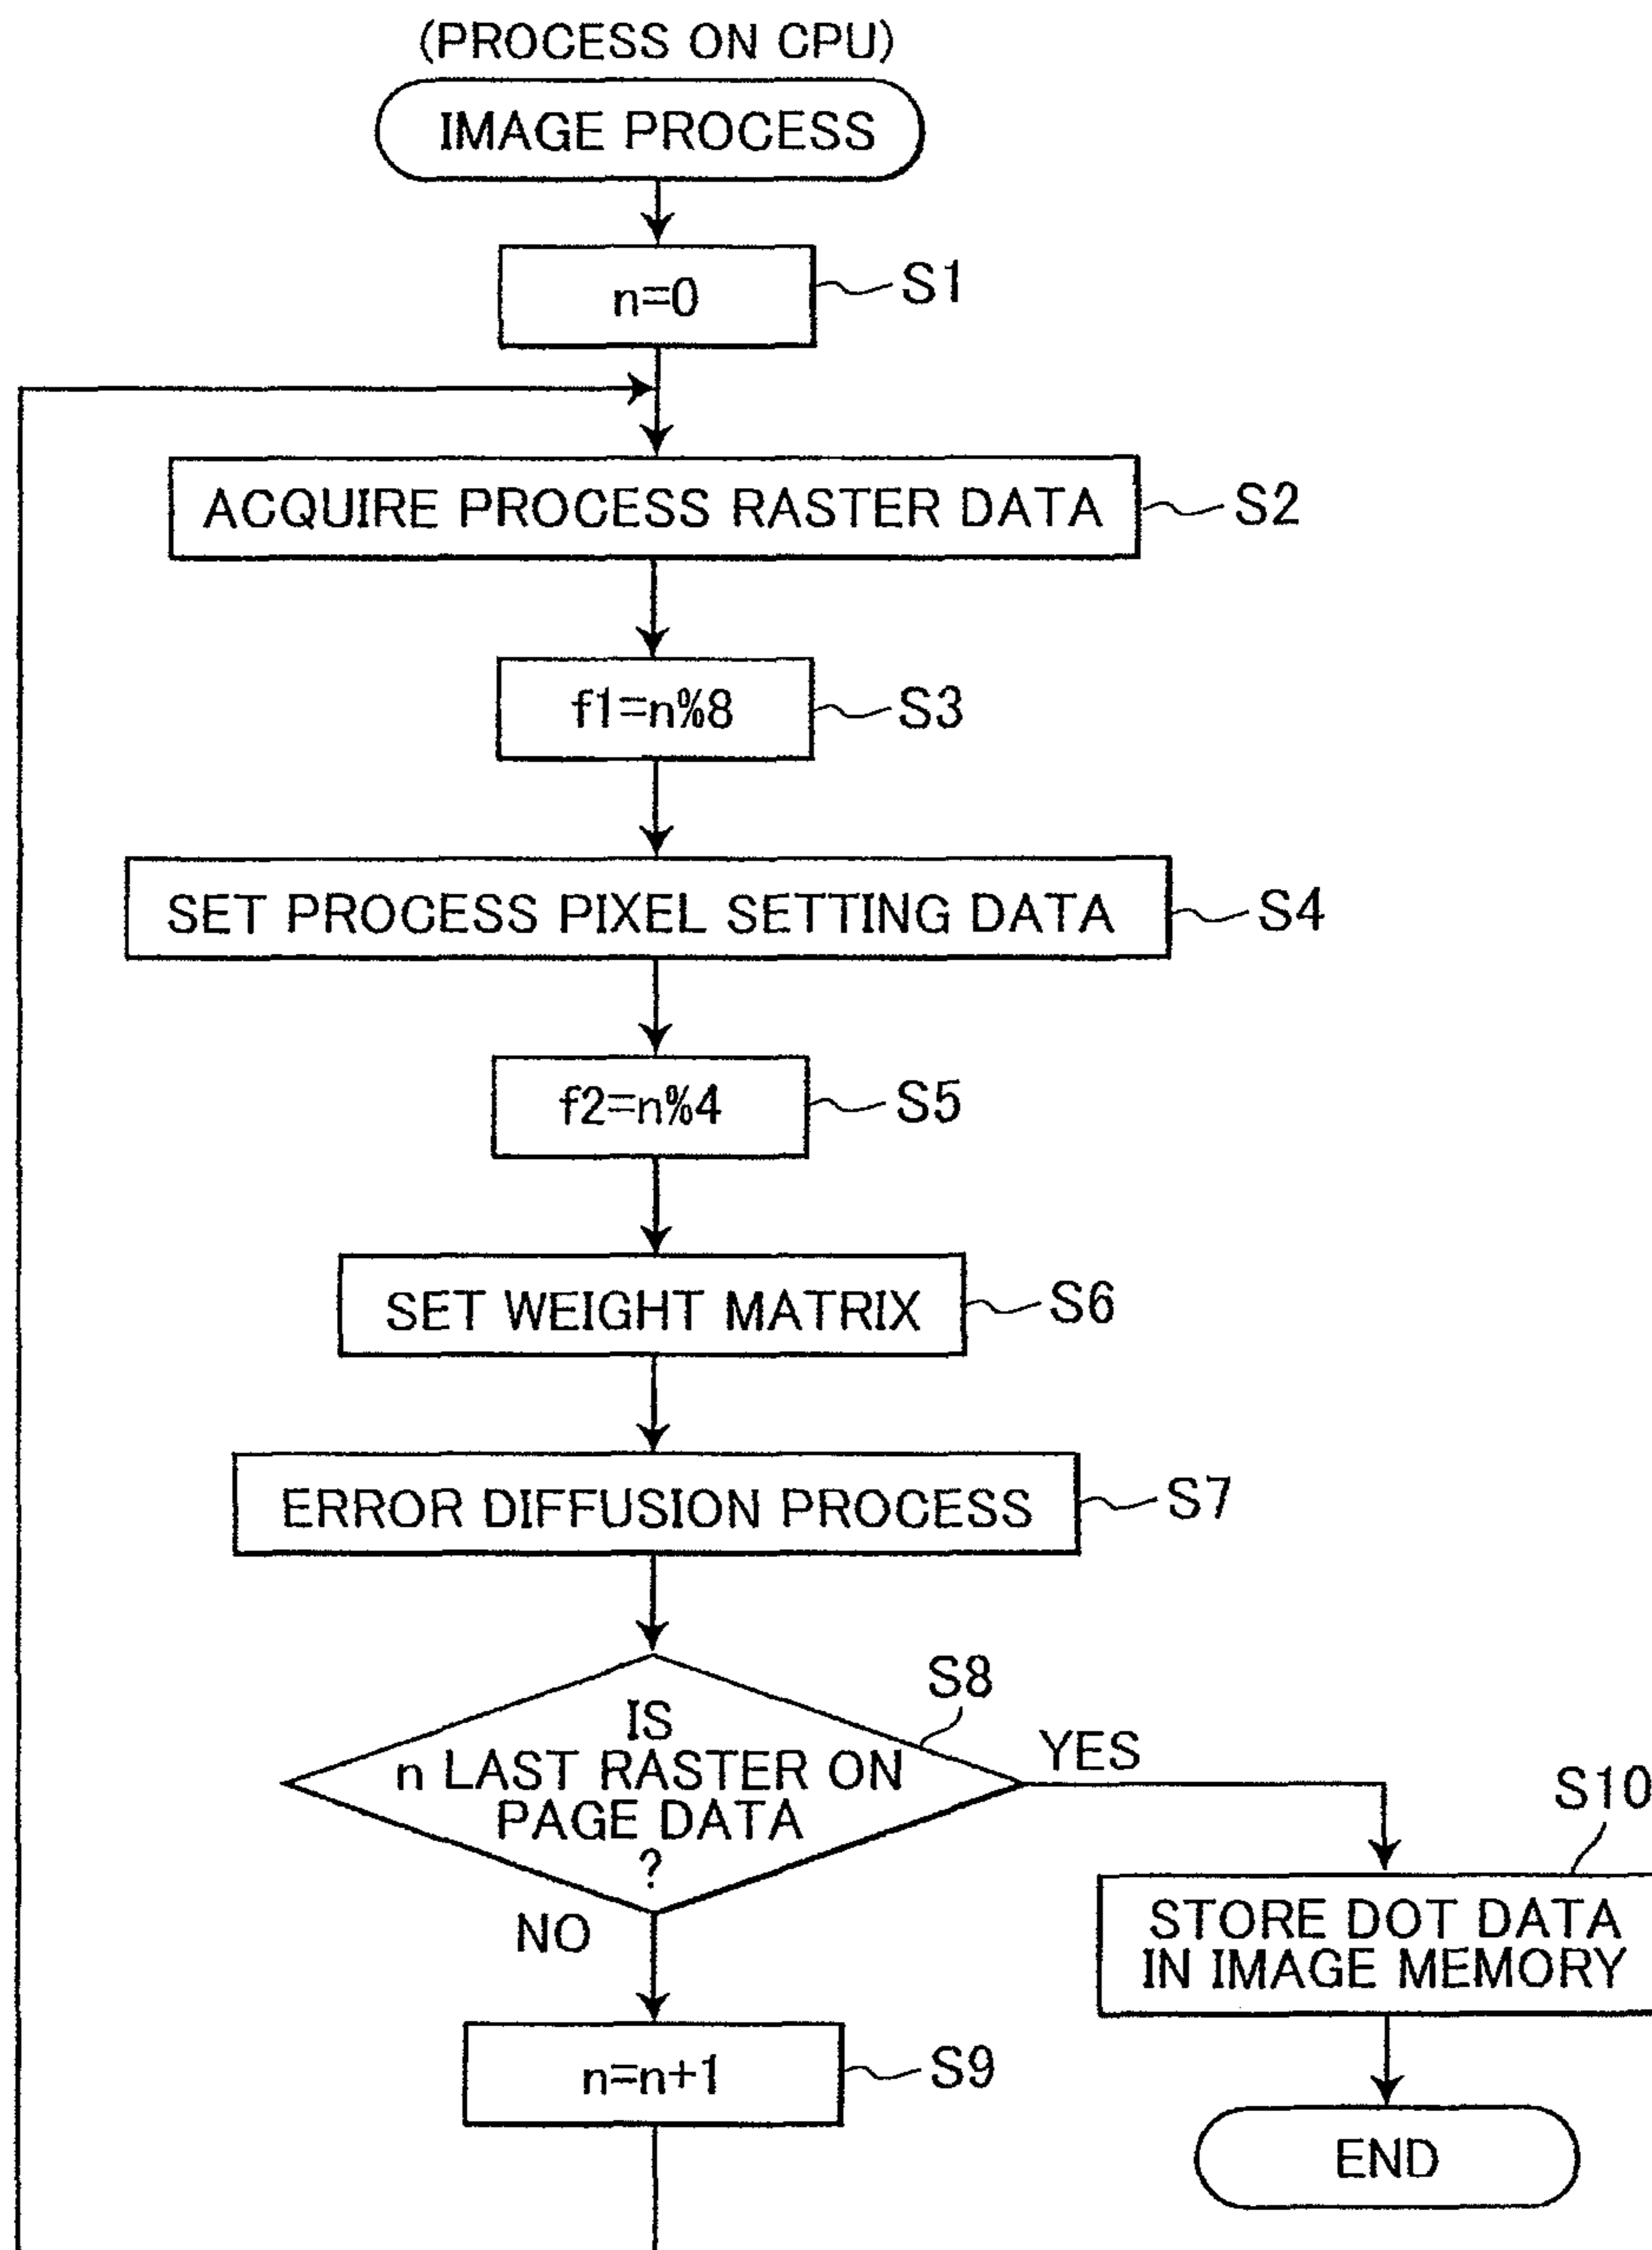 (PROCESS ON CPU)
IMAGE PROCESS
n=0
S1
ACQUIRE PROCESS RASTER DATA
S2
f1=n%8
S3
SET PROCESS PIXEL SETTING DATA
S4
f2=n%4
S5
SET WEIGHT MATRIX
S6
ERROR DIFFUSION PROCESS
S7
S8
IS
n LAST RASTER ON
PAGE DATA
?
YES
NO
S10
STORE DOT DATA
IN IMAGE MEMORY
n=n+1
S9
END